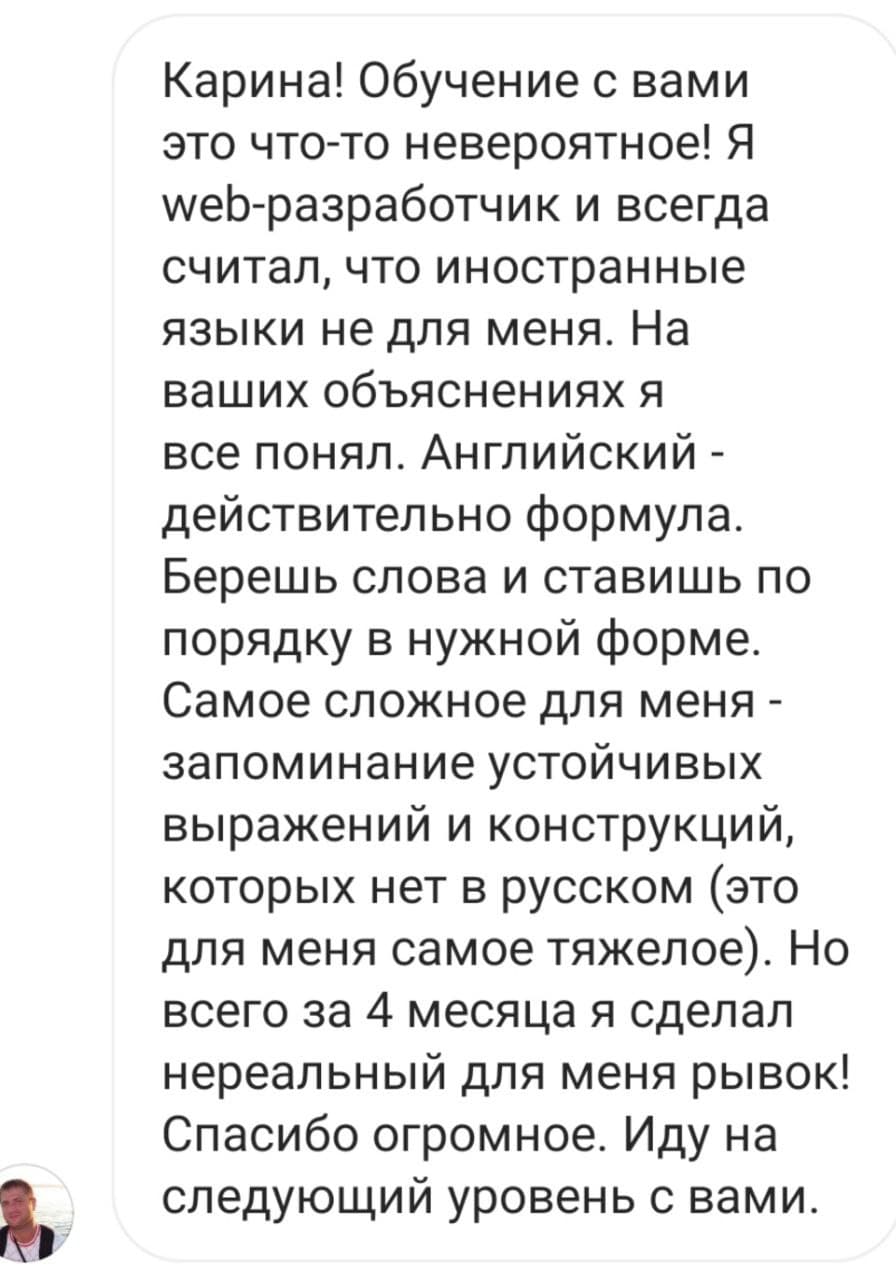 Карина! Обучение с вами
это что-то невероятное! Я
web-разработчик и всегда
считал, что иностранные
языки не для меня. На
ваших объяснениях я
все понял. Английский -
действительно формула.
Берешь слова и ставишь по
порядку в нужной форме.
Самое сложное для меня -
запоминание устойчивых
выражений и конструкций,
которых нет в русском (это
для меня самое тяжелое). Но
всего за 4 месяца я сделал
нереальный для меня рывок!
Спасибо огромное. Иду на
следующий уровень с вами.